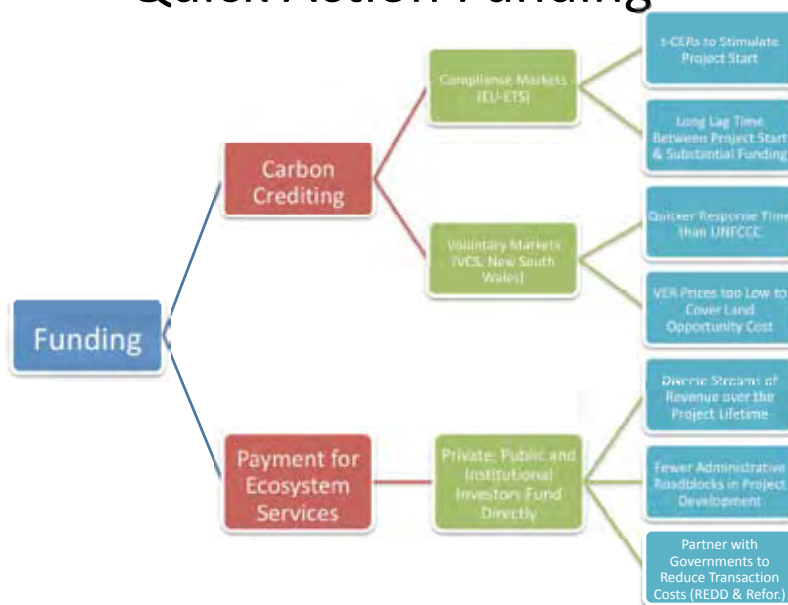 Quick Action Funding
t-CERs to Stimulate
Project Start
Compliance Markets
(EU-ETS)
Long Lag Time
Between Project Start
& Substantial Funding
Carbon
Crediting
Quicker Response Time
than UNFCCC
Voluntary Markets
(VCS, New South
Wales)
VER Prices too Low to
Cover Land
Opportunity Cost
Funding
Diverse Streams of
Revenue over the
Project Lifetime
Payment for
Ecosystem
Services
Private, Public and
Institutional
Investors Fund
Directly
Fewer Administrative
Roadblocks in Project
Development
Partner with
Governments to
Reduce Transaction
Costs (REDD & Refor.)